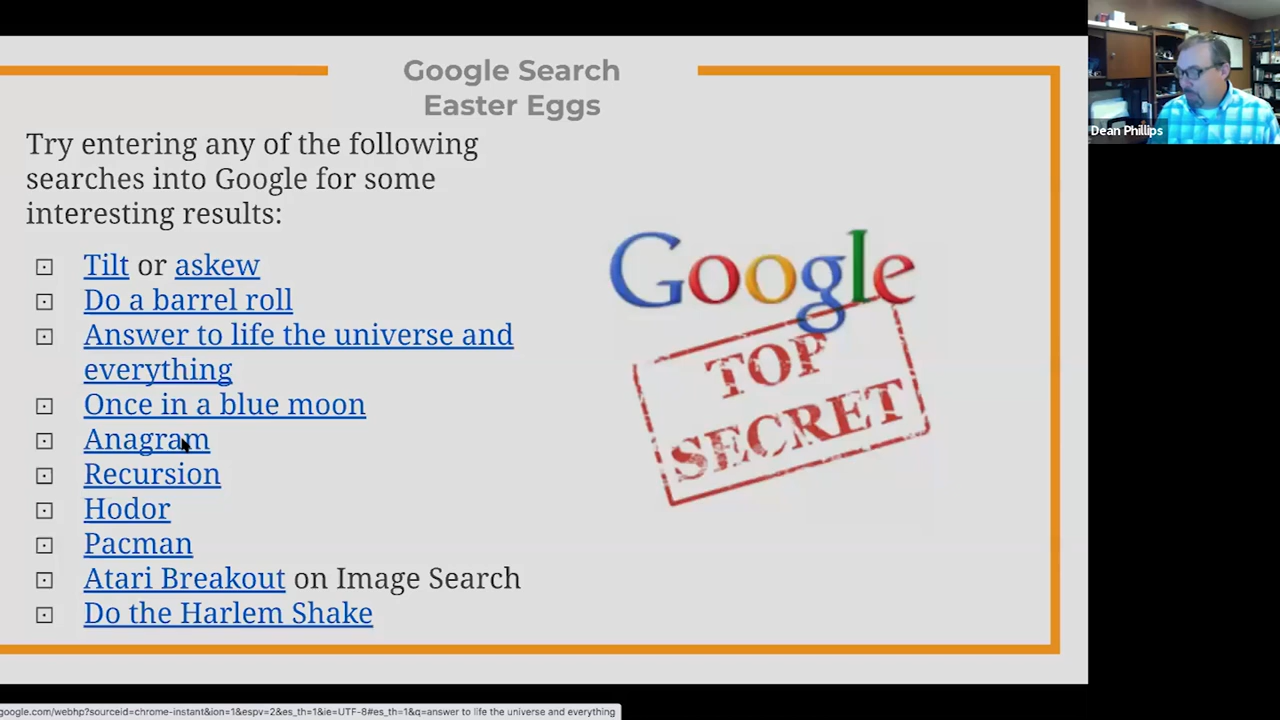 Google Search
Easter Eggs
Try entering any of the following
searches into Google for some
interesting results:
Tilt or askew
Do a barrel roll
Answer to life the universe and
everything
Once in a blue moon
Anagram
Recursion
Hodor
Pacman
Atari Breakout on Image Search
Do the Harlem Shake
Google
TOP
SECRET
Dean Phillips
google.com/webhp?sourceid=chrome-instant&ion=1&espv=2&es_th=1&ie=UTF-8#es_th=1&q=answer to life the universe and everything